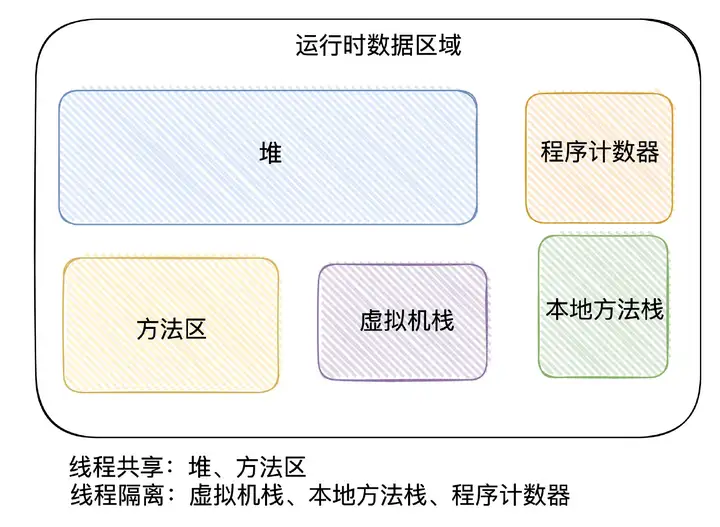 运行时数据区域
堆
程序计数器
方法区
虚拟机栈
本地方法栈
线程共享：堆、方法区
线程隔离：虚拟机栈、本地方法栈、程序计数器